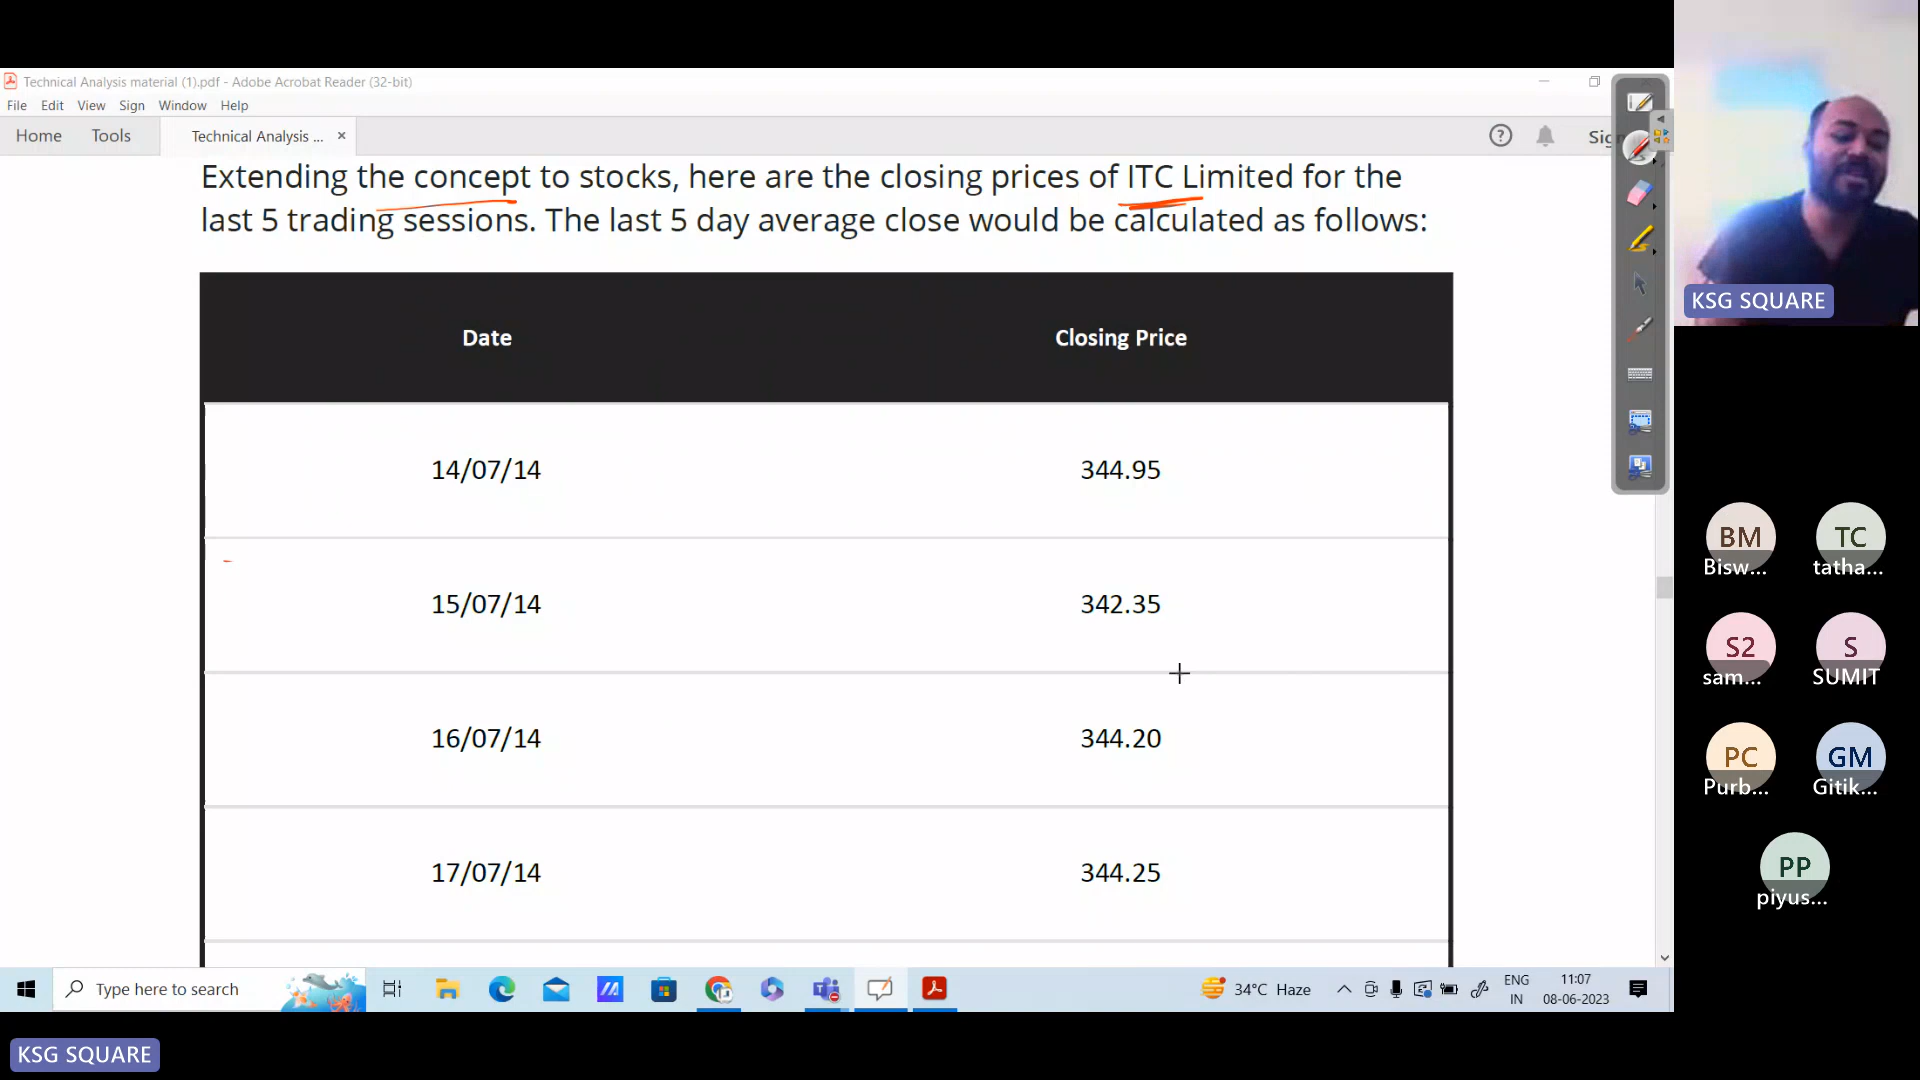 Technical Analysis material (1).pdf - Adobe Acrobat Reader (32-bit)
File Edit View Sign Window Help
Home Tools Technical Analysis ... ×
Extending the concept to stocks, here are the closing prices of ITC Limited for the
last 5 trading sessions. The last 5 day average close would be calculated as follows:
Date Closing Price
14/07/14 344.95
15/07/14 342.35
16/07/14 344.20
17/07/14 344.25
KSG SQUARE
BM TC
Bisw... tatha...
S2 S
sam... SUMIT
PC GM
Purb... Gitik...
PP
piyus...
Type here to search
34°C Haze
ENG
IN
11:07
08-06-2023
KSG SQUARE